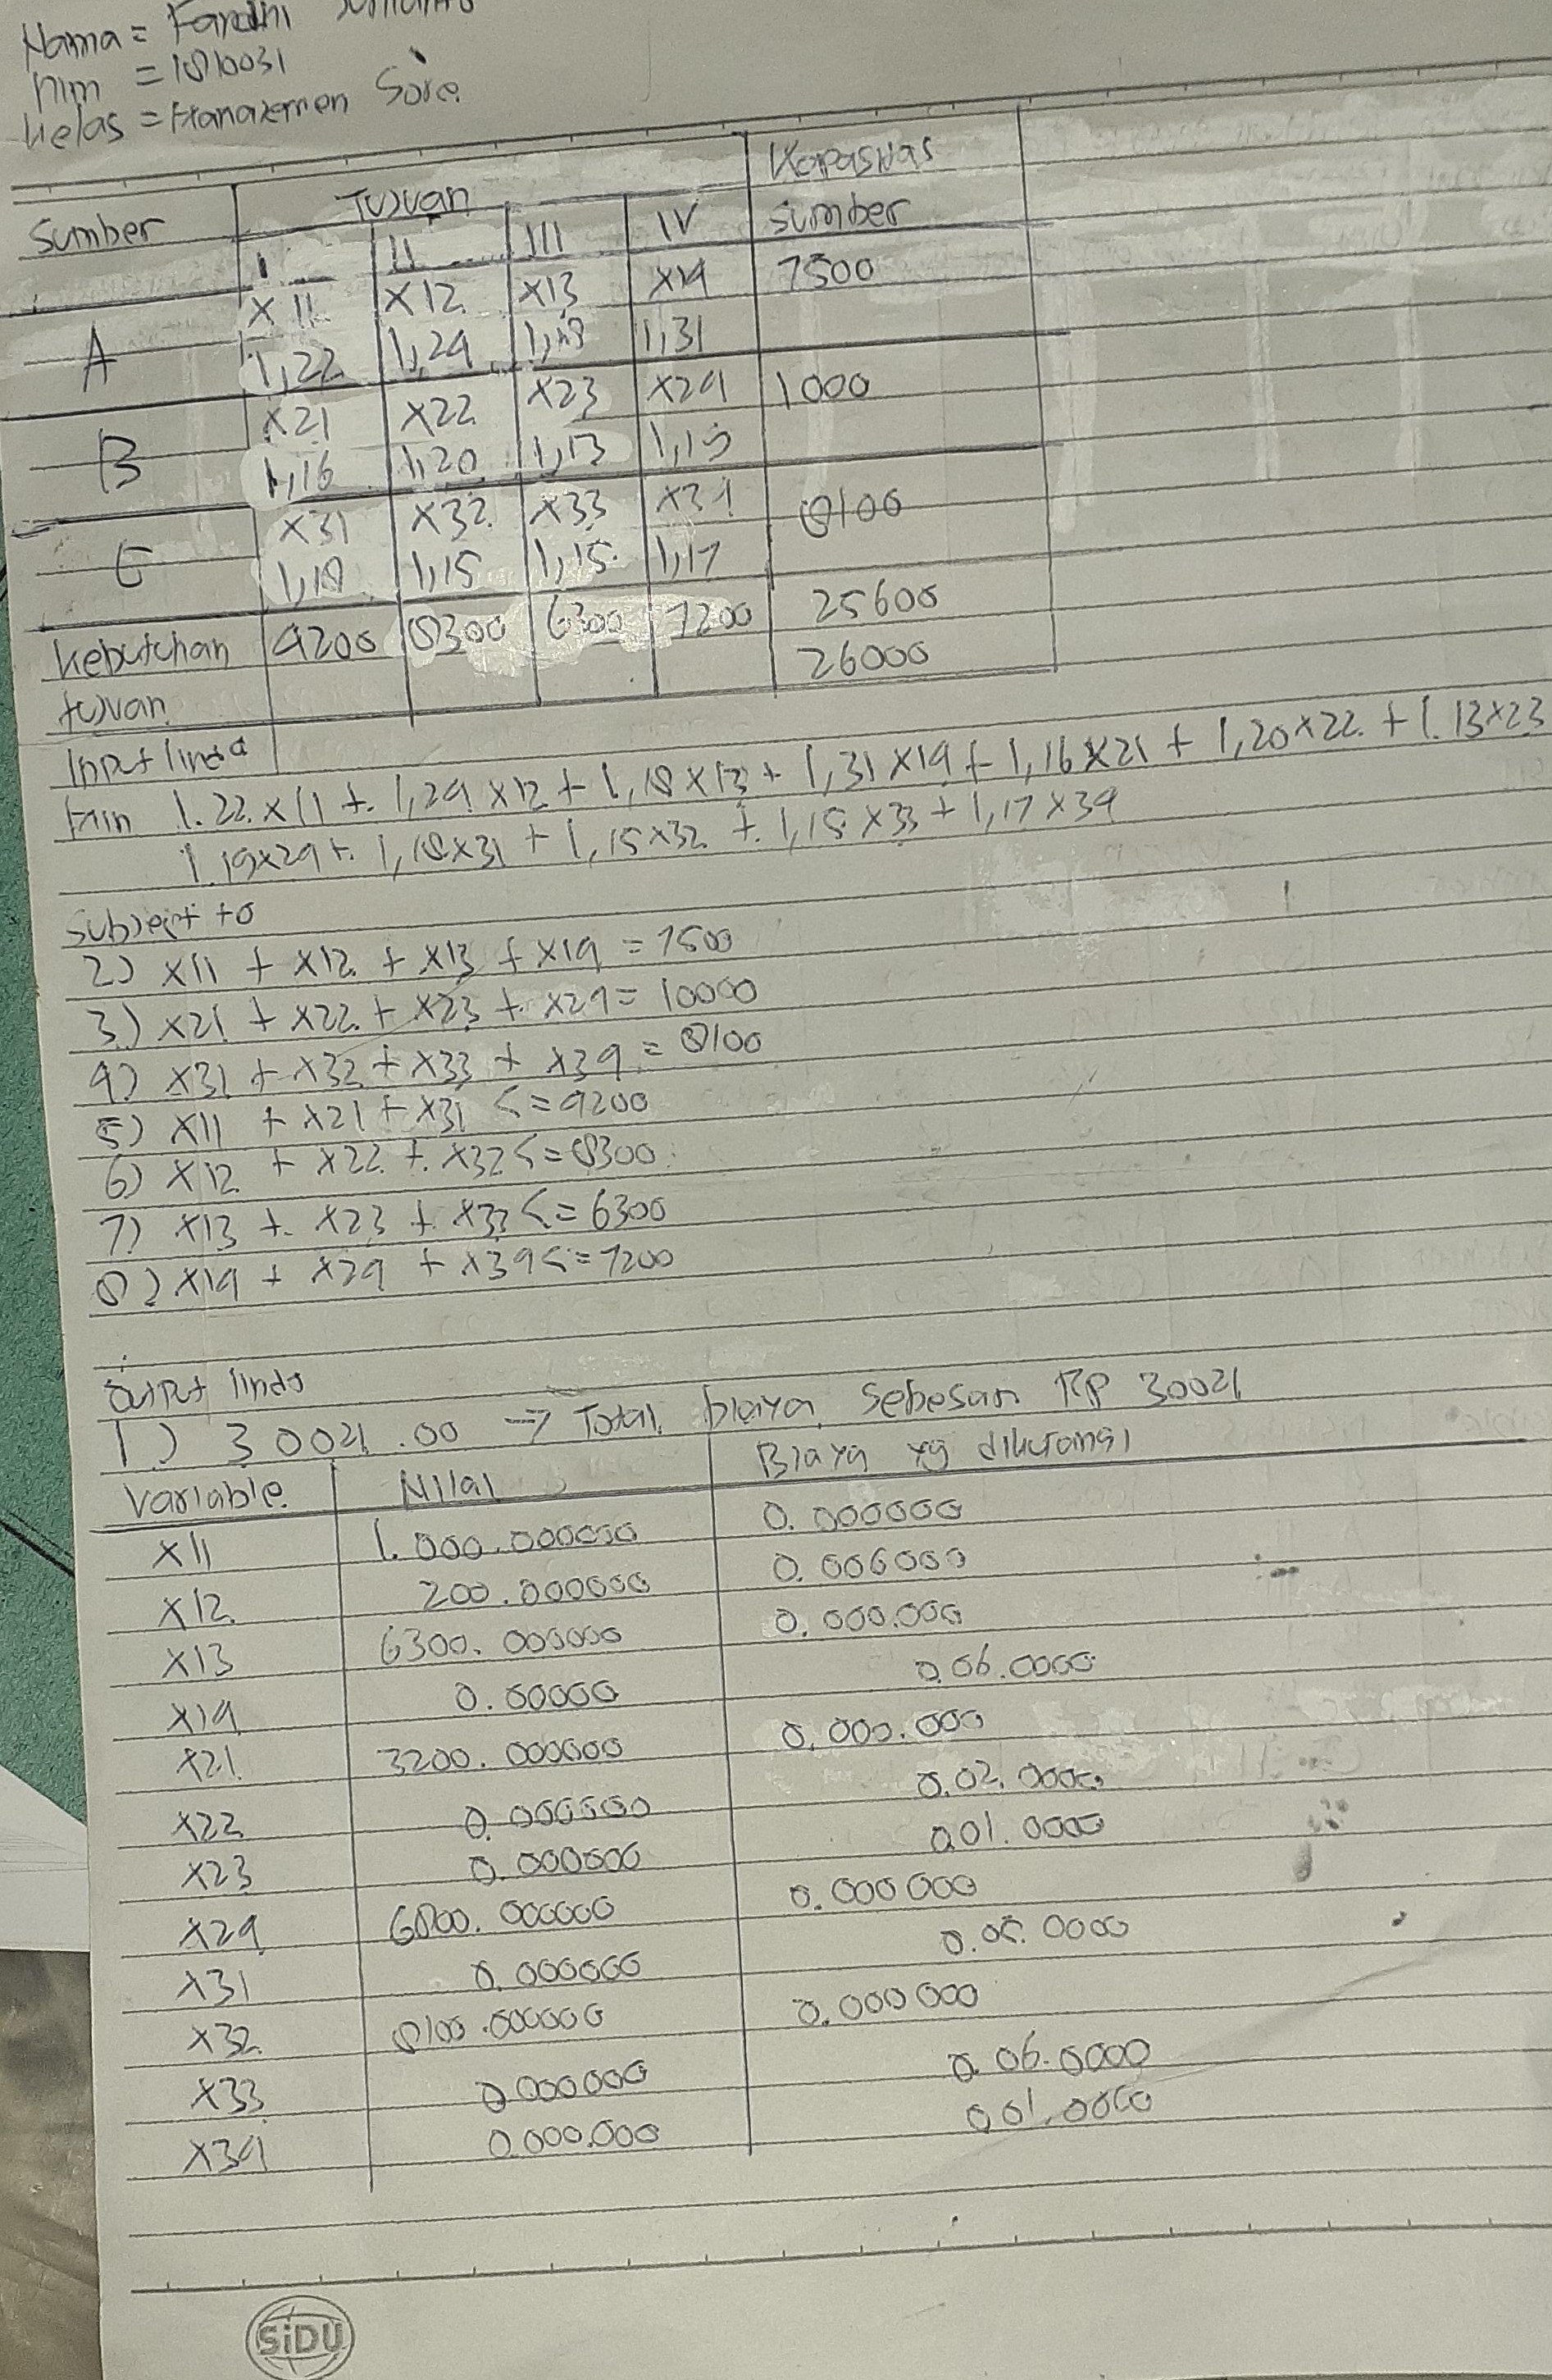 Nama = Fardhi
Nim = 1810031
Kelas = Manazemen Sore
Sumber Tujuan Kapasitas sumber
I II III IV
A X11 X12 X13 X14 7500
1,22 1,24 1,18 1,31
B X21 X22 X23 X24 1000
1,16 1,20 1,13 1,15
C X31 X32 X33 X34 8100
1,18 1,15 1,15 1,17
Kebutuhan tujuan 4200 8300 6300 7200 25600
26000
Input lindo
Min 1.22 x11 + 1,24 x12 + 1,18 x13 + 1,31 x14 + 1,16 x21 + 1,20 x22 + 1.13 x23
1.15x24 + 1,18x31 + 1,15x32 + 1,15 x33 + 1,17 x34
Subject to
2) x11 + x12 + x13 + x14 = 7500
3) x21 + x22 + x23 + x24 = 10000
4) x31 + x32 + x33 + x34 = 8100
5) x11 + x21 + x31 <= 4200
6) x12 + x22 + x32 <= 8300
7) x13 + x23 + x33 <= 6300
8) x14 + x24 + x34 <= 7200
Output lindo
1) 30021.00 → Total biaya sebesar RP 30021
Variable Nilai Biaya yg dikurangi
X11 1.000.000000 0.000000
X12 200.000000 0.000000
X13 6300.000000 0.000.000
X14 0.00000 0.06.0000
X21 3200.000000 0.000.000
X22 0.000000 0.02.0000
X23 0.000000 0.01.0000
X24 6800.000000 0.000000
X31 0.000000 0.05.0000
X32 8100.000000 0.000000
X33 0.000000 0.06.0000
X34 0.000.000 0.01.0000
SiDU